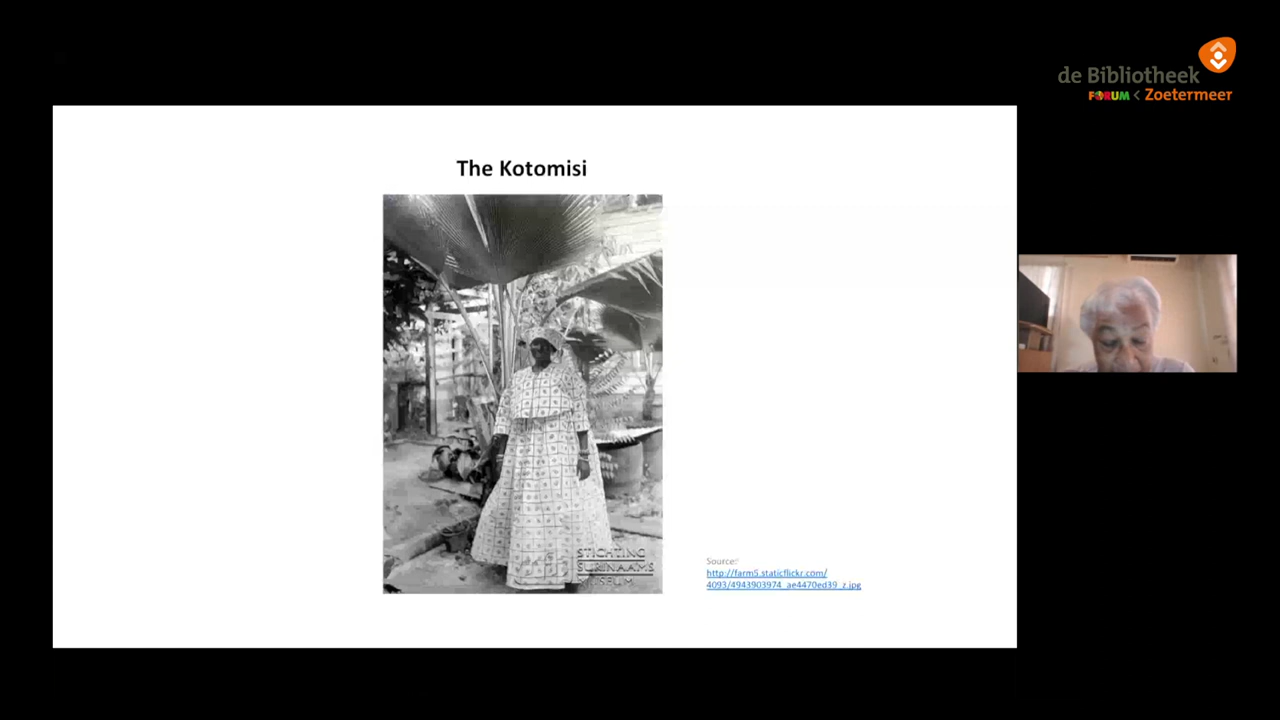 de Bibliotheek
FORUM < Zoetermeer
The Kotomisi
STICHTING
SURINAAMS
MUSEUM
Source:
http://farm5.staticflickr.com/
4093/4943903974_ae4470ed39_z.jpg